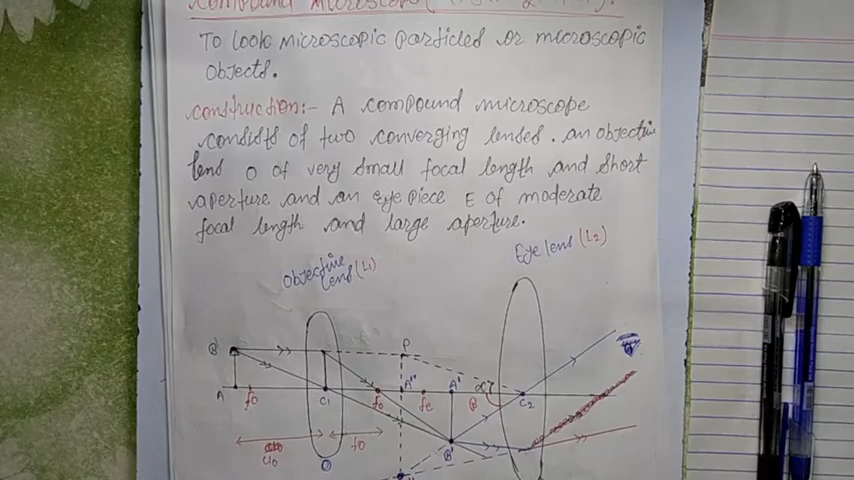 Compound Microscope
To look microscopic particles or microscopic
objects.
Construction:- A compound microscope
consists of two converging lenses. an objective
lens O of very small focal length and short
aperture and an eye piece E of moderate
focal length and large aperture.
Objective Lens (L1)
Eye lens (L2)
B
P
A
fo
C1
fo
A"
fe
A'
β
α
C2
B'
uo
fo
O